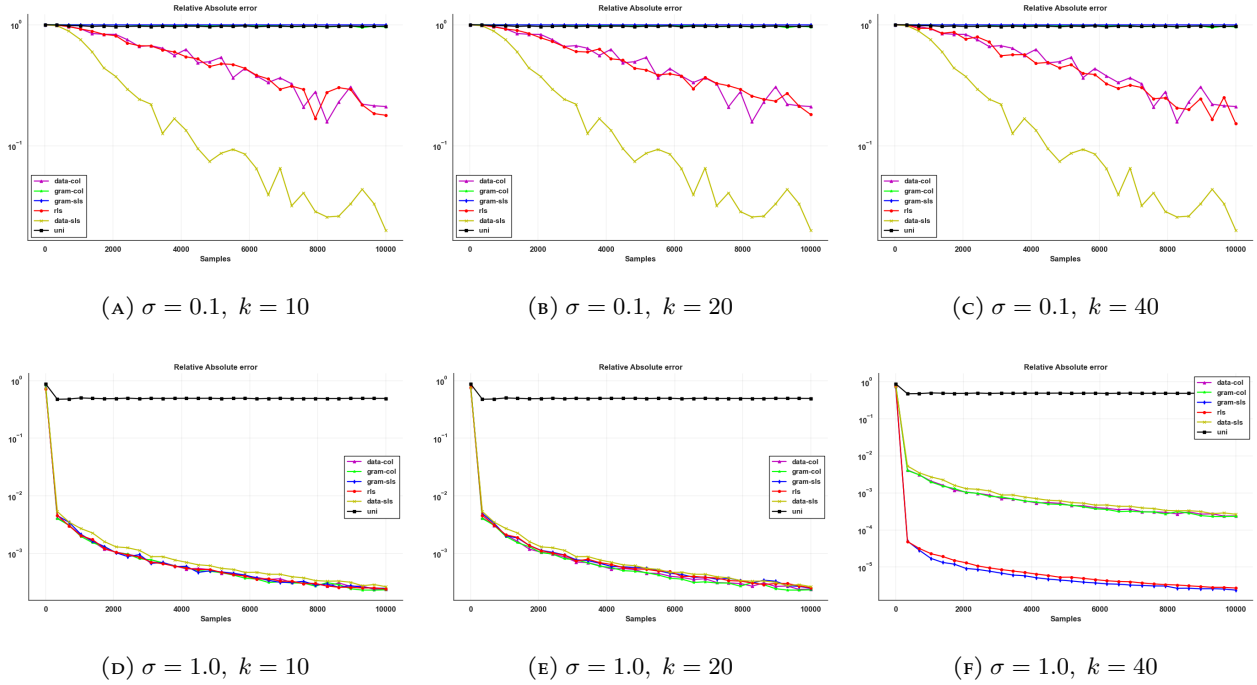 Relative Absolute error
10⁰
10⁻¹
data-col
gram-col
gram-sls
rls
data-sls
uni
0 2000 4000 6000 8000 10000
Samples
(A) σ = 0.1, k = 10
Relative Absolute error
10⁰
10⁻¹
data-col
gram-col
gram-sls
rls
data-sls
uni
0 2000 4000 6000 8000 10000
Samples
(B) σ = 0.1, k = 20
Relative Absolute error
10⁰
10⁻¹
data-col
gram-col
gram-sls
rls
data-sls
uni
0 2000 4000 6000 8000 10000
Samples
(C) σ = 0.1, k = 40
Relative Absolute error
10⁰
10⁻¹
10⁻²
10⁻³
data-col
gram-col
gram-sls
rls
data-sls
uni
0 2000 4000 6000 8000 10000
Samples
(D) σ = 1.0, k = 10
Relative Absolute error
10⁰
10⁻¹
10⁻²
10⁻³
data-col
gram-col
gram-sls
rls
data-sls
uni
0 2000 4000 6000 8000 10000
Samples
(E) σ = 1.0, k = 20
Relative Absolute error
10⁰
10⁻¹
10⁻²
10⁻³
10⁻⁴
10⁻⁵
data-col
gram-col
gram-sls
rls
data-sls
uni
0 2000 4000 6000 8000 10000
Samples
(F) σ = 1.0, k = 40